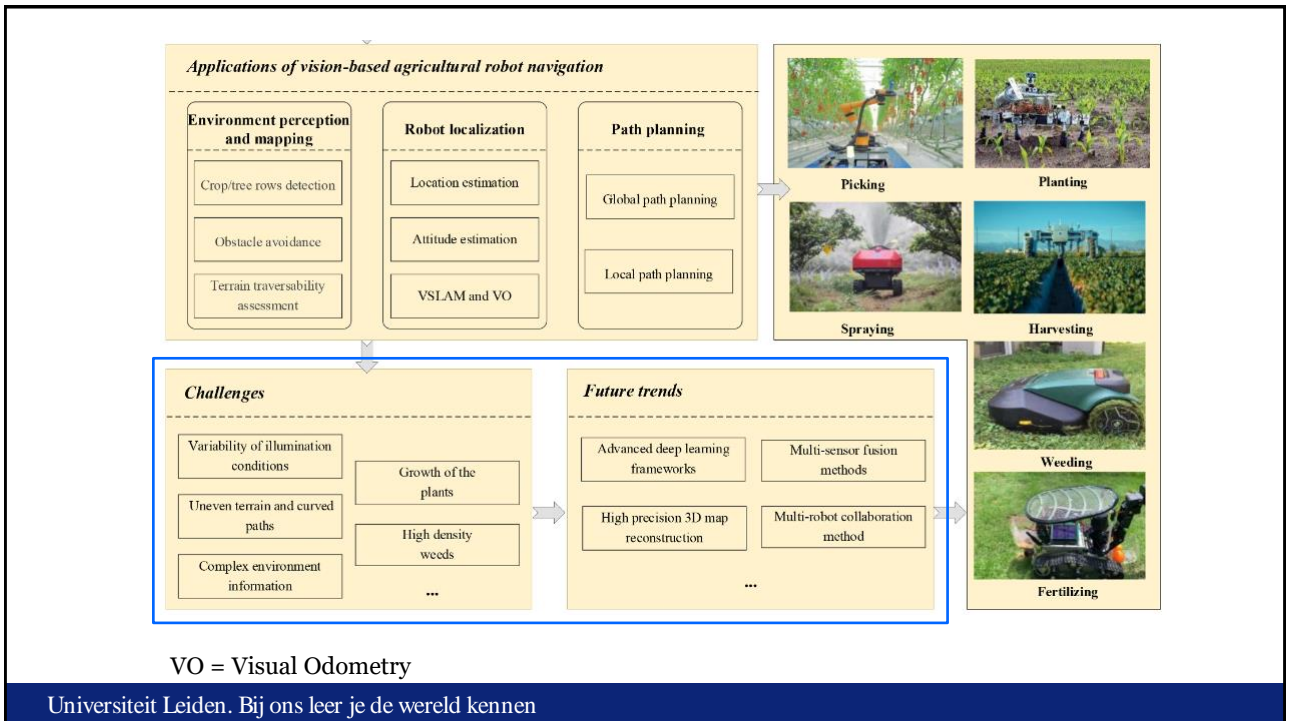 Applications of vision-based agricultural robot navigation
Environment perception
and mapping
Crop/tree rows detection
Obstacle avoidance
Terrain traversability
assessment
Robot localization
Location estimation
Attitude estimation
VSLAM and VO
Path planning
Global path planning
Local path planning
Picking
Planting
Spraying
Harvesting
Weeding
Fertilizing
Challenges
Variability of illumination
conditions
Uneven terrain and curved
paths
Complex environment
information
Growth of the
plants
High density
weeds
...
Future trends
Advanced deep learning
frameworks
High precision 3D map
reconstruction
Multi-sensor fusion
methods
Multi-robot collaboration
method
...
VO = Visual Odometry
Universiteit Leiden. Bij ons leer je de wereld kennen